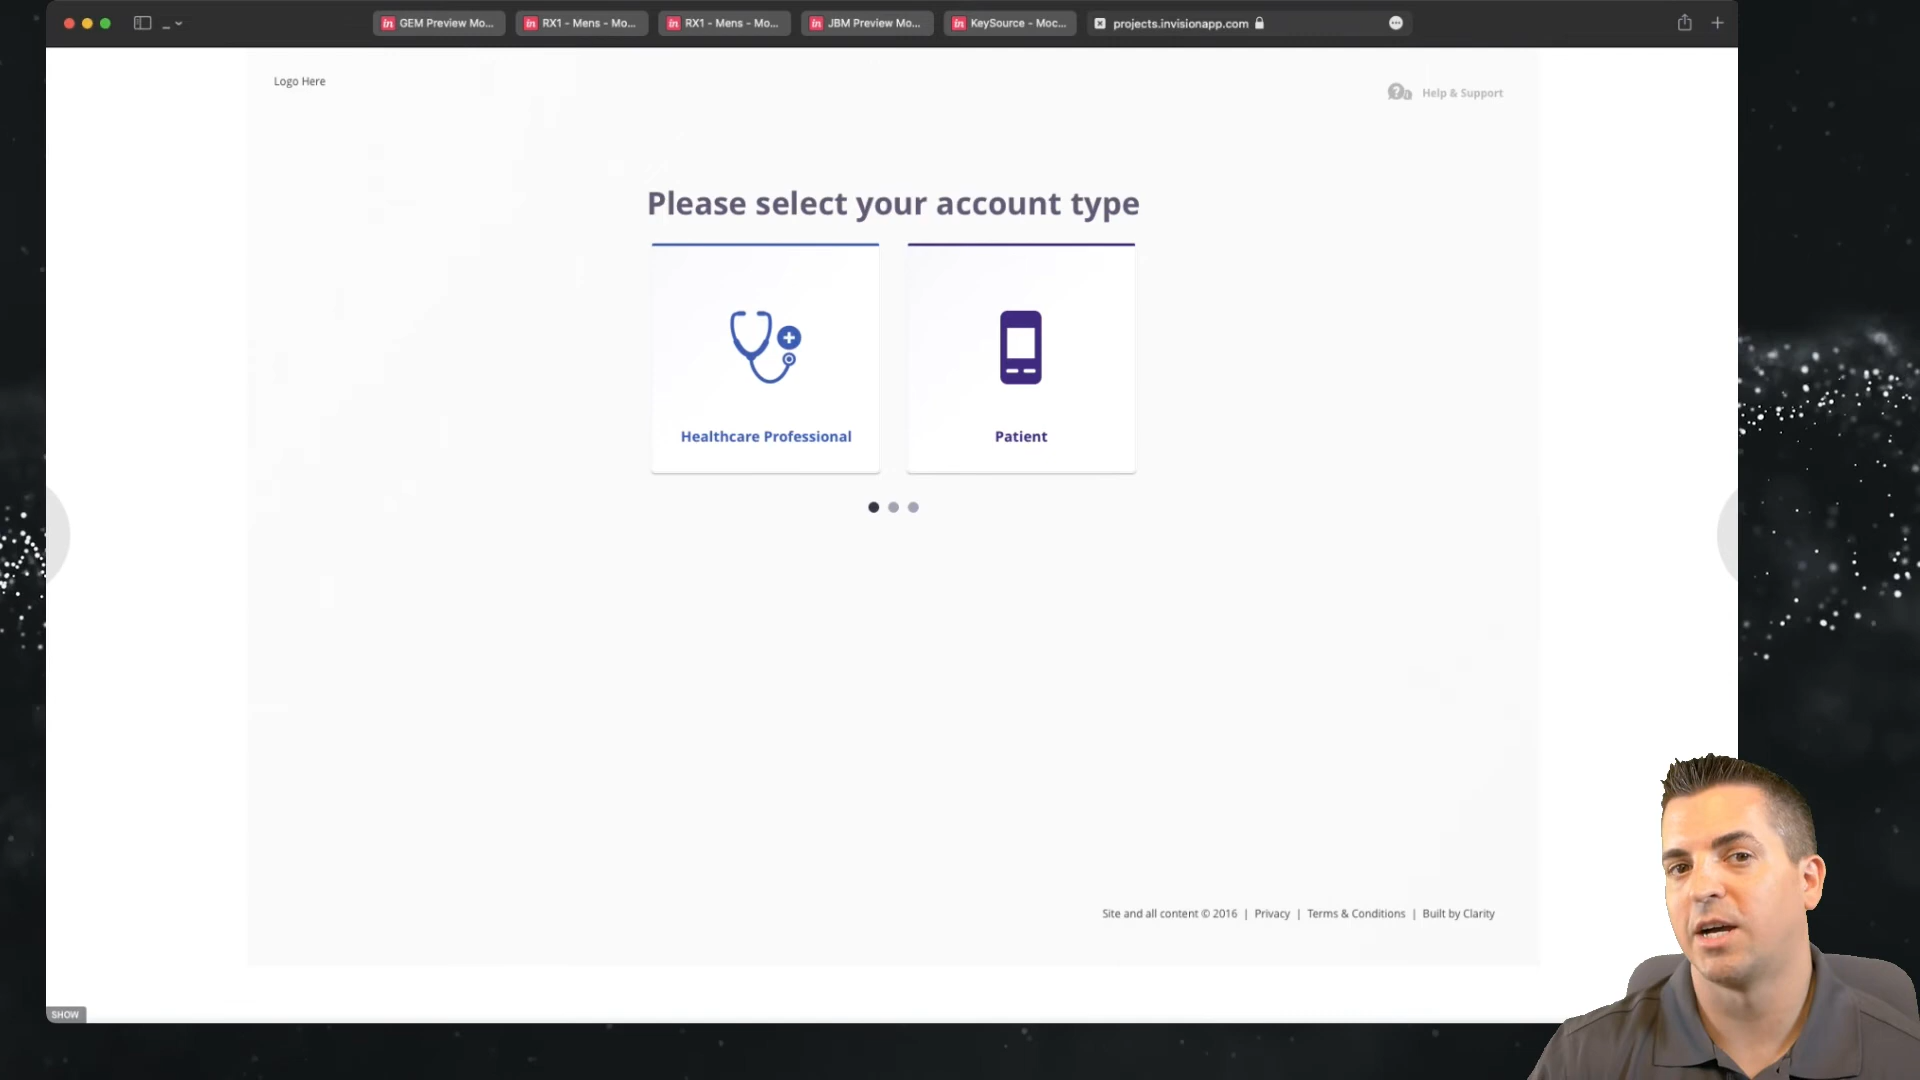 GEM Preview Mo...
RX1 - Mens - Mo...
RX1 - Mens - Mo...
JBM Preview Mo...
KeySource - Moc...
projects.invisionapp.com
Logo Here
Help & Support
Please select your account type
Healthcare Professional
Patient
Site and all content © 2016 | Privacy | Terms & Conditions | Built by Clarity
SHOW